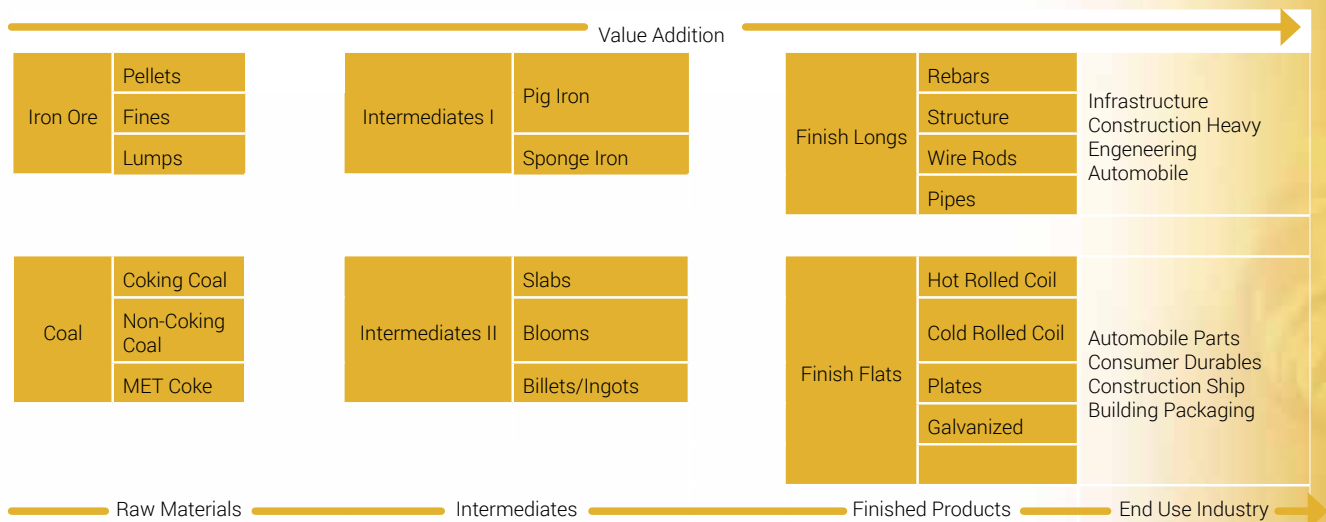 Value Addition
Iron Ore
Pellets
Fines
Lumps
Intermediates I
Pig Iron
Sponge Iron
Finish Longs
Rebars
Structure
Wire Rods
Pipes
Infrastructure
Construction Heavy
Engeneering
Automobile
Coal
Coking Coal
Non-Coking
Coal
MET Coke
Intermediates II
Slabs
Blooms
Billets/Ingots
Finish Flats
Hot Rolled Coil
Cold Rolled Coil
Plates
Galvanized
Automobile Parts
Consumer Durables
Construction Ship
Building Packaging
Raw Materials
Intermediates
Finished Products
End Use Industry